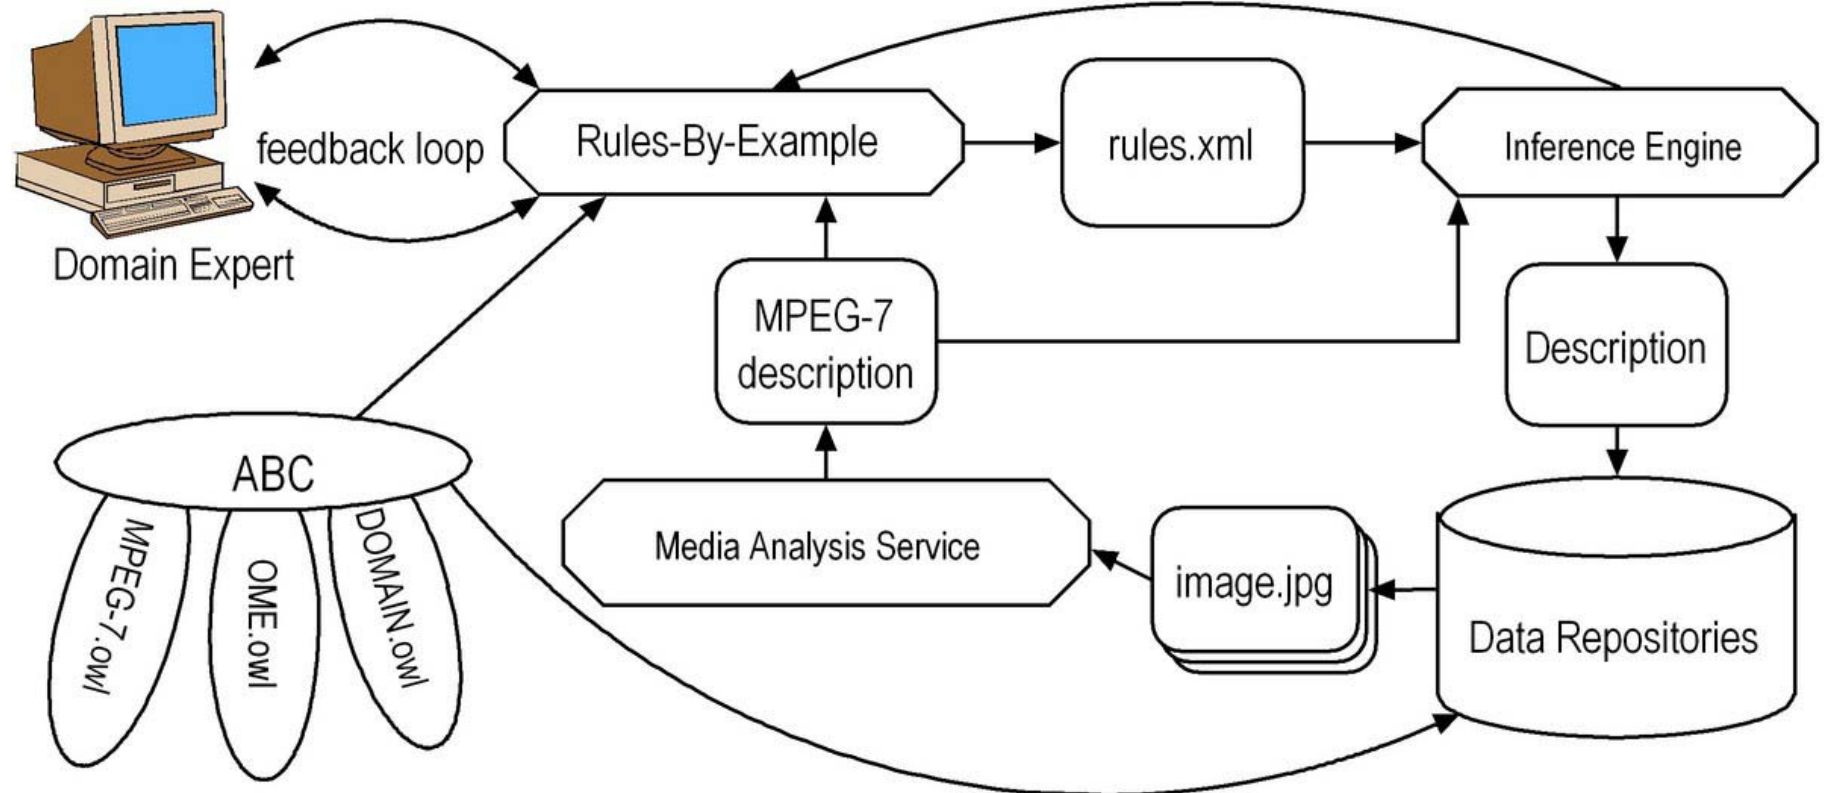 feedback loop
Domain Expert
Rules-By-Example
rules.xml
Inference Engine
MPEG-7
description
Description
ABC
MPEG-7.owl
OME.owl
DOMAIN.owl
Media Analysis Service
image.jpg
Data Repositories